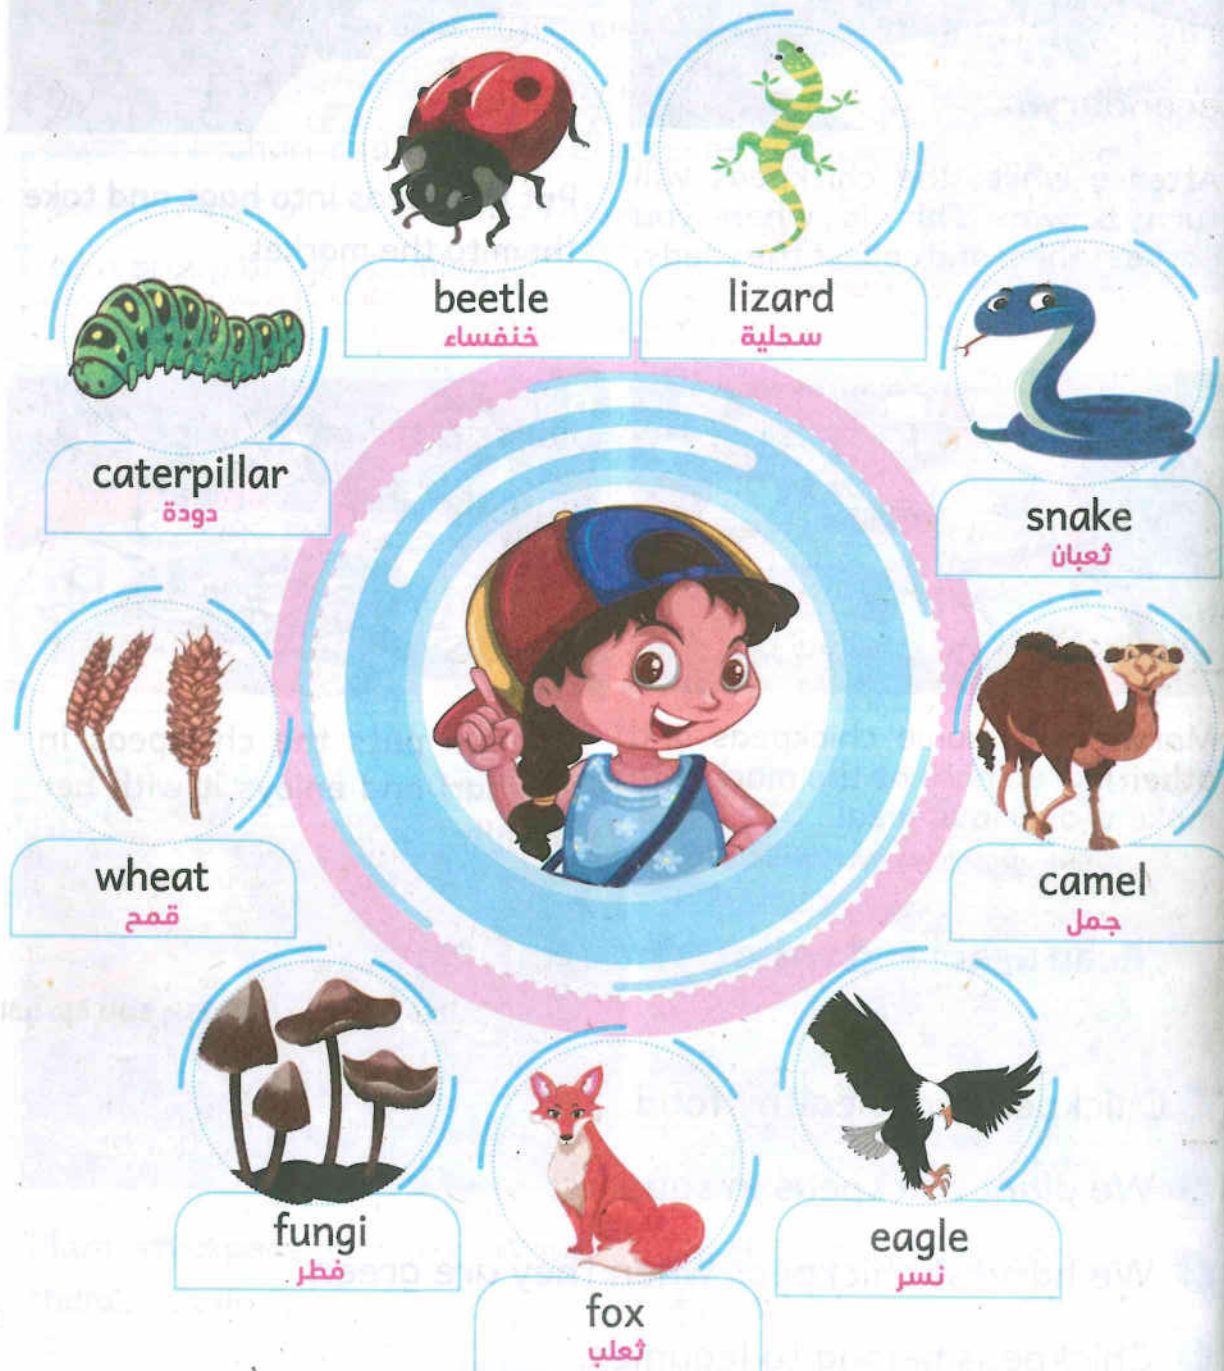 beetle
خنفساء
lizard
سحلية
caterpillar
دودة
snake
ثعبان
wheat
قمح
camel
جمل
fungi
فطر
eagle
نسر
fox
ثعلب